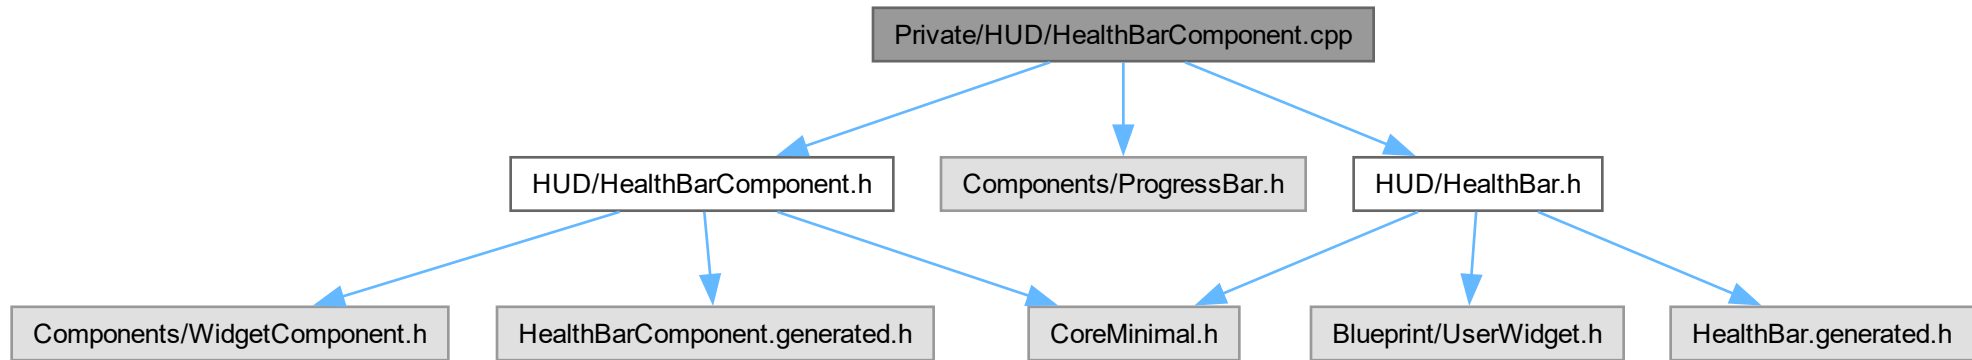 Private/HUD/HealthBarComponent.cpp
HUD/HealthBarComponent.h
Components/ProgressBar.h
HUD/HealthBar.h
Components/WidgetComponent.h
HealthBarComponent.generated.h
CoreMinimal.h
Blueprint/UserWidget.h
HealthBar.generated.h